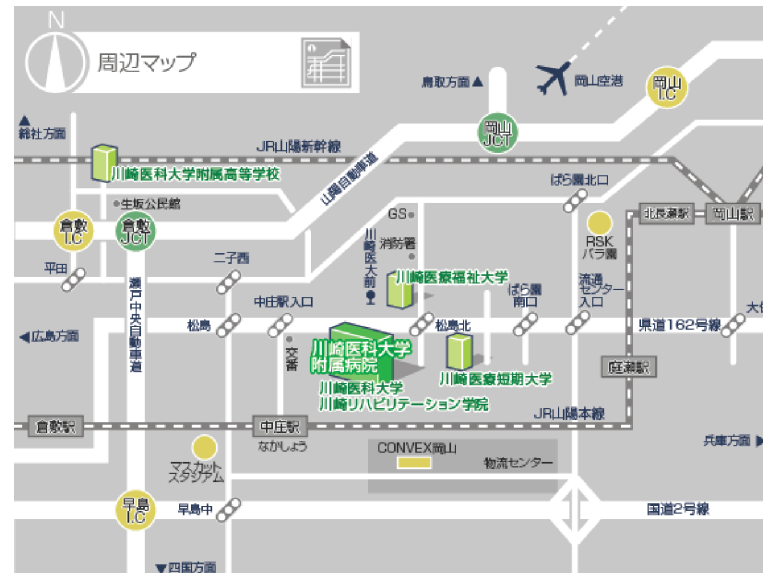 N
周辺マップ
鳥取方面▲
岡山空港
岡山
I.C
岡山
JCT
▲
総社方面
JR山陽新幹線
川崎医科大学附属高等学校
山陽自動車道
ばら園北口
生坂公民館
GS
倉敷
I.C
倉敷
JCT
川崎医大前
消防署
RSK
バラ園
北長瀬駅
岡山駅
平田
二子西
川崎医療福祉大学
瀬戸中央自動車道
中庄駅入口
ばら園
南口
流通
センター
入口
◀広島方面
松島
松島北
県道162号線
交番
川崎医科大学
附属病院
川崎医療短期大学
庭瀬駅
川崎医科大学
川崎リハビリテーション学院
JR山陽本線
倉敷駅
中庄駅
なかしょう
兵庫方面▶
マスカット
スタジアム
CONVEX岡山
物流センター
早島
I.C
早島中
国道2号線
▼四国方面